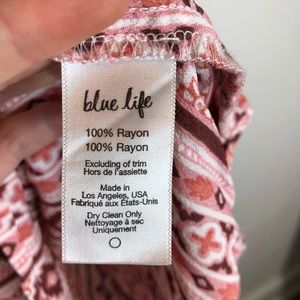 blue life
100% Rayon
100% Rayon
Excluding of trim
Hors de l'assiette
Made in
Los Angeles, USA
Fabriqué aux États-Unis
Dry Clean Only
Nettoyage à sec
Uniquement